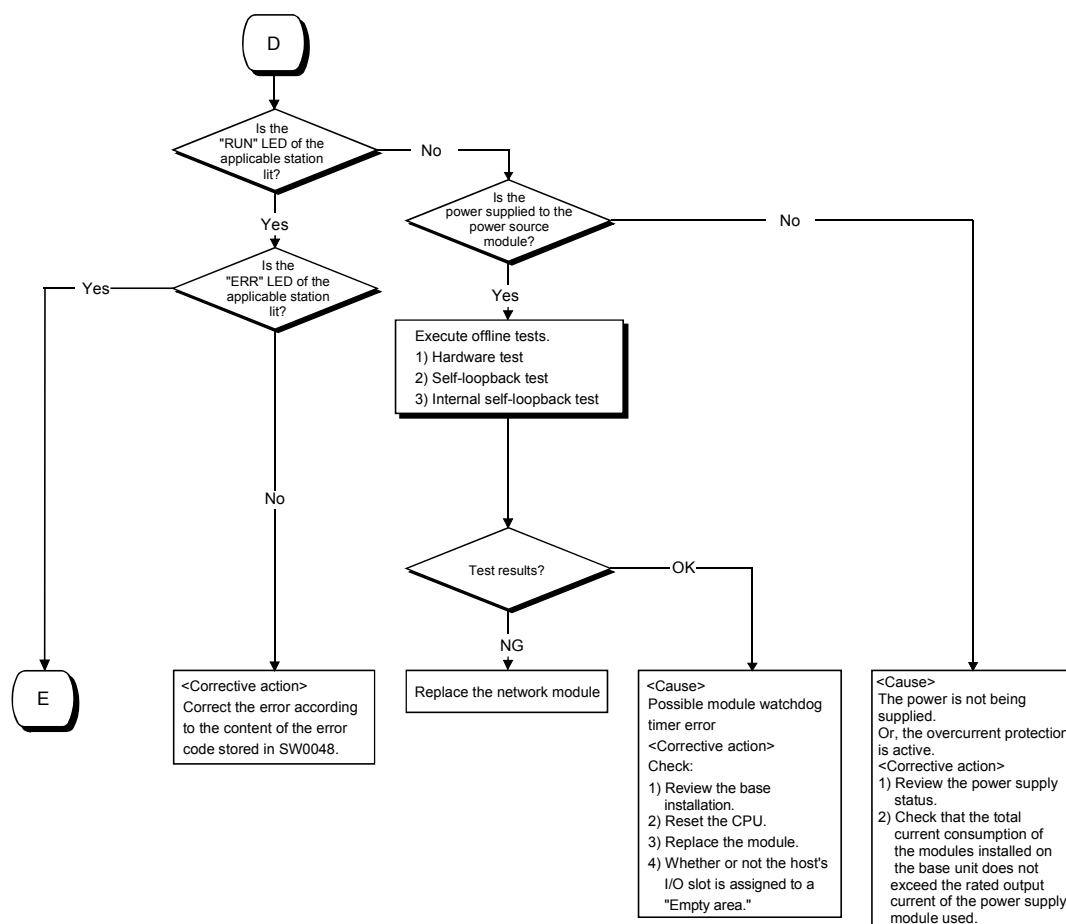 D
Is the
"RUN" LED of the
applicable station
lit?
No
Is the
power supplied to the
power source
module?
No
Yes
Is the
"ERR" LED of the
applicable station
lit?
Yes
Yes
Execute offline tests.
1) Hardware test
2) Self-loopback test
3) Internal self-loopback test
No
Test results?
OK
NG
E
<Corrective action>
Correct the error according
to the content of the error
code stored in SW0048.
Replace the network module
<Cause>
Possible module watchdog
timer error
<Corrective action>
Check:
1) Review the base
installation.
2) Reset the CPU.
3) Replace the module.
4) Whether or not the host's
I/O slot is assigned to a
"Empty area."
<Cause>
The power is not being
supplied.
Or, the overcurrent protection
is active.
<Corrective action>
1) Review the power supply
status.
2) Check that the total
current consumption of
the modules installed on
the base unit does not
exceed the rated output
current of the power supply
module used.